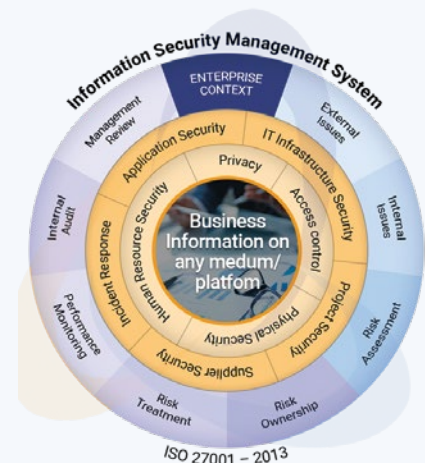 Information Security Management System
ENTERPRISE
CONTEXT
External
Issues
Internal
Issues
Risk
Assessment
Risk
Ownership
Risk
Treatment
Performance
Monitoring
Internal
Audit
Management
Review
Application Security
IT Infrastructure Security
Project Security
Supplier Security
Incident Response
Privacy
Access control
Physical Security
Human Resource Security
Business
Information on
any medum/
platfom
ISO 27001 – 2013